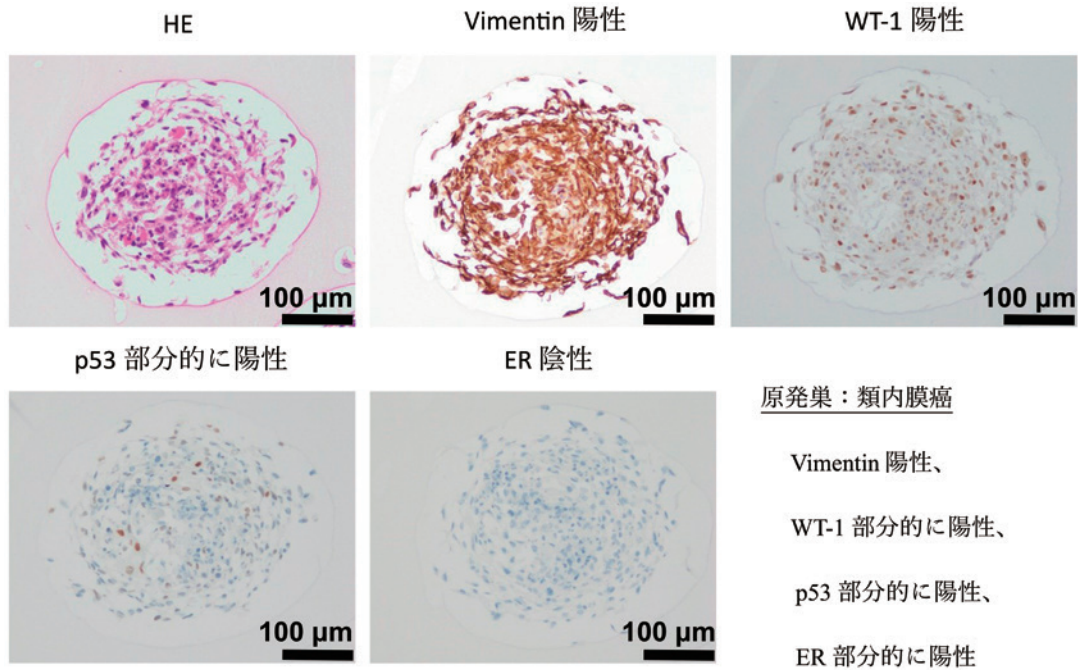 HE
Vimentin 陽性
WT-1 陽性
100 µm
100 µm
100 µm
p53 部分的に陽性
ER 陰性
100 µm
100 µm
原発巣：類内膜癌
Vimentin 陽性、
WT-1 部分的に陽性、
p53 部分的に陽性、
ER 部分的に陽性